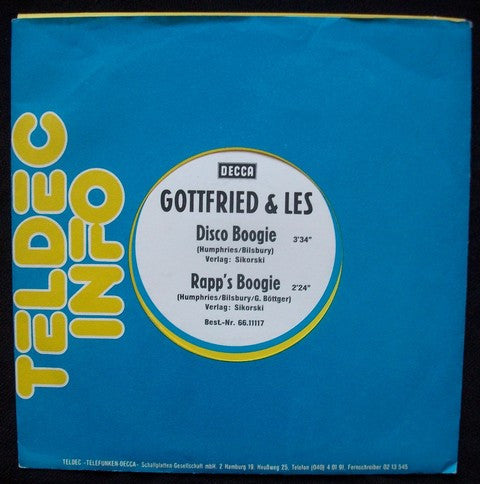 TELDEC
INFO
DECCA
GOTTFRIED & LES
Disco Boogie 3'34"
(Humphries/Bilsbury)
Verlag: Sikorski
Rapp's Boogie 2'24"
(Humphries/Bilsbury/G. Böttger)
Verlag: Sikorski
Best.-Nr. 66.11117
TELDEC »TELEFUNKEN-DECCA« Schallplatten-Gesellschaft mbH. 2 Hamburg 19, Heußweg 25, Telefon (040) 4 01 91, Fernschreiber 02 13 545